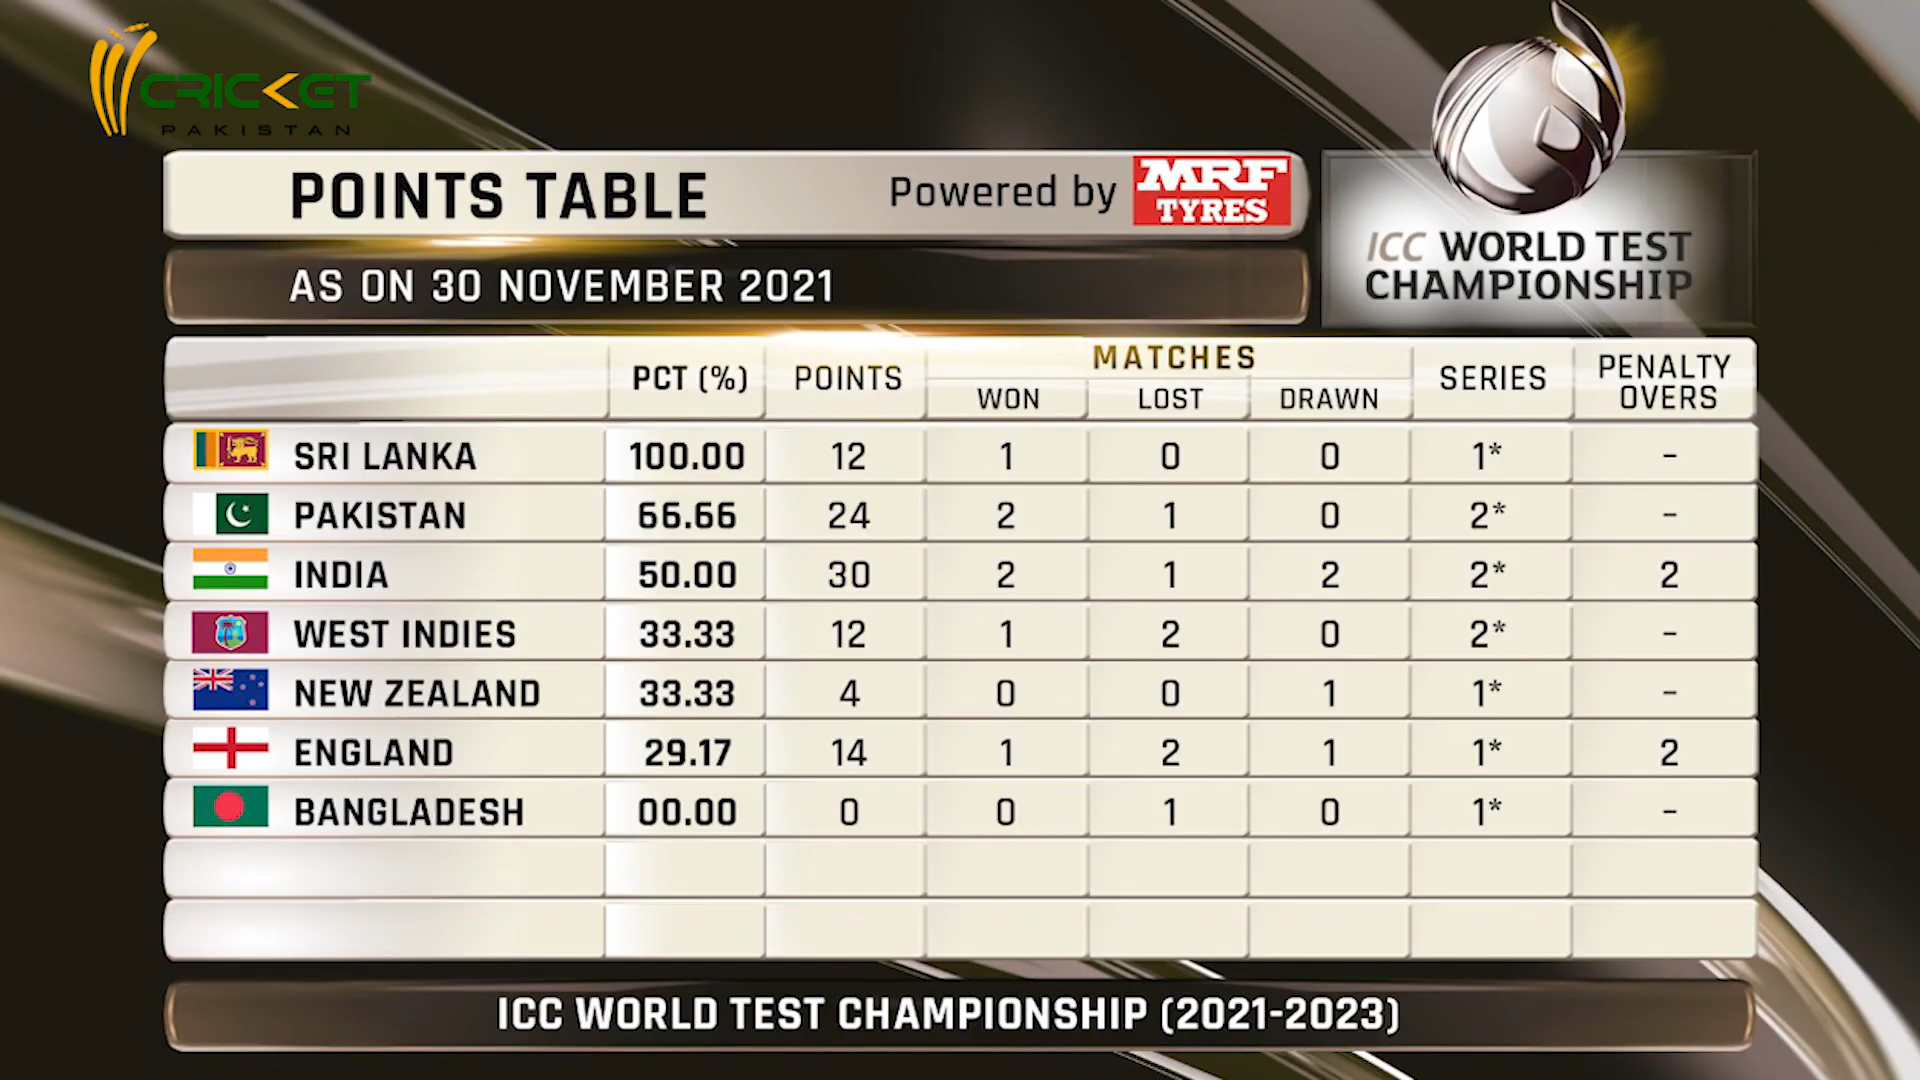 CRICKET
PAKISTAN
POINTS TABLE Powered by MRF TYRES
AS ON 30 NOVEMBER 2021
ICC WORLD TEST
CHAMPIONSHIP
PCT (%) POINTS MATCHES WON LOST DRAWN SERIES PENALTY OVERS
SRI LANKA 100.00 12 1 0 0 1* –
PAKISTAN 66.66 24 2 1 0 2* –
INDIA 50.00 30 2 1 2 2* 2
WEST INDIES 33.33 12 1 2 0 2* –
NEW ZEALAND 33.33 4 0 0 1 1* –
ENGLAND 29.17 14 1 2 1 1* 2
BANGLADESH 00.00 0 0 1 0 1* –
ICC WORLD TEST CHAMPIONSHIP (2021-2023)